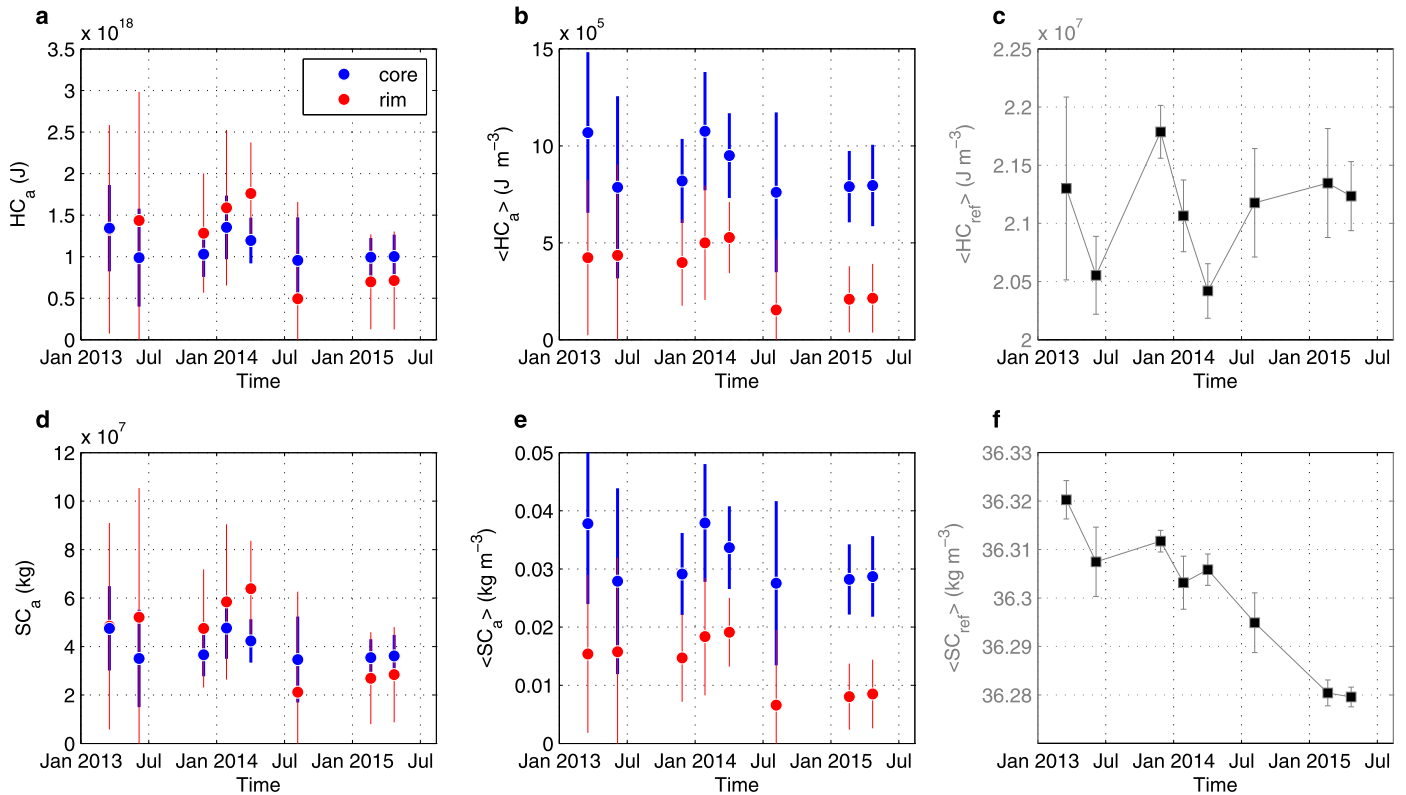 a
x 10^18
HC_a (J)
3.5
3
2.5
2
1.5
1
0.5
0
core
rim
Jan 2013 Jul Jan 2014 Jul Jan 2015 Jul
Time
b
x 10^5
<HC_a> (J m^−3)
15
10
5
0
Jan 2013 Jul Jan 2014 Jul Jan 2015 Jul
Time
c
x 10^7
<HC_ref> (J m^−3)
2.25
2.2
2.15
2.1
2.05
2
Jan 2013 Jul Jan 2014 Jul Jan 2015 Jul
Time
d
x 10^7
SC_a (kg)
12
10
8
6
4
2
0
Jan 2013 Jul Jan 2014 Jul Jan 2015 Jul
Time
e
<SC_a> (kg m^−3)
0.05
0.04
0.03
0.02
0.01
0
Jan 2013 Jul Jan 2014 Jul Jan 2015 Jul
Time
f
<SC_ref> (kg m^−3)
36.33
36.32
36.31
36.3
36.29
36.28
Jan 2013 Jul Jan 2014 Jul Jan 2015 Jul
Time